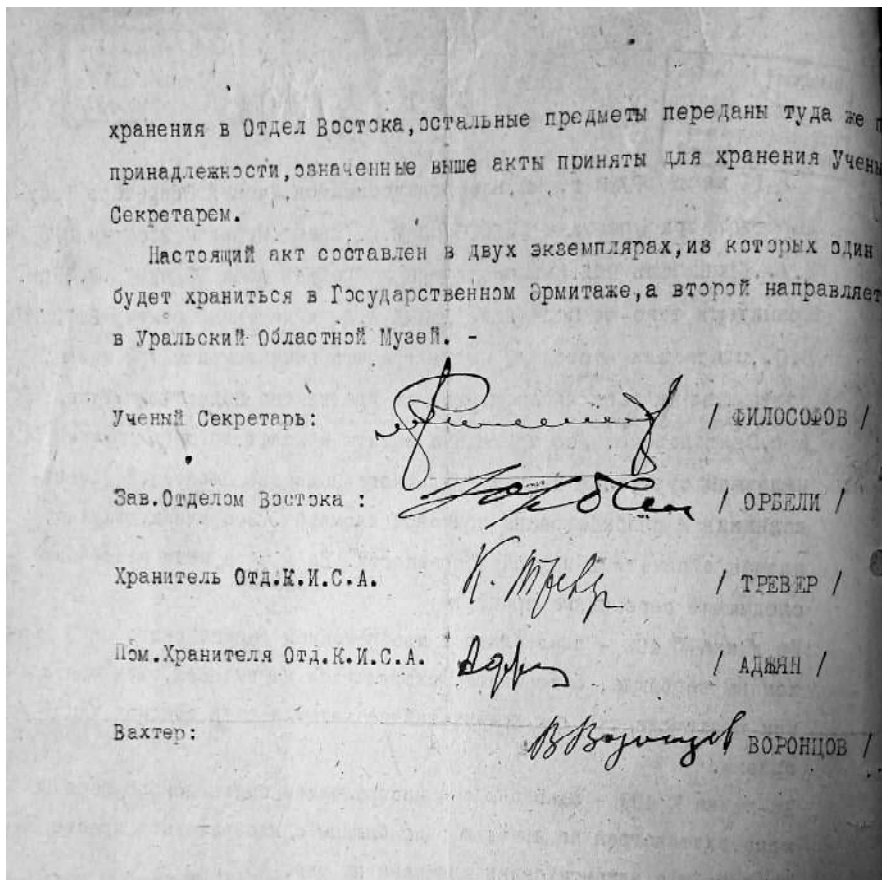 хранения в Отдел Востока,остальные предметы переданы туда же п
принадлежности,означенные выше акты приняты для хранения Учены
Секретарем.
Настоящий акт составлен в двух экземплярах,из которых один
будет храниться в Государственном Эрмитаже,а второй направляет
в Уральский Областной Музей. -
Ученый Секретарь: / ФИЛОСОФОВ /
Зав.Отделом Востока : / ОРБЕЛИ /
Хранитель Отд.К.И.С.А. К. Тревер / ТРЕВЕР /
Пом.Хранителя Отд.К.И.С.А. / АДЖЯН /
Вахтер: В Воронцов ВОРОНЦОВ /